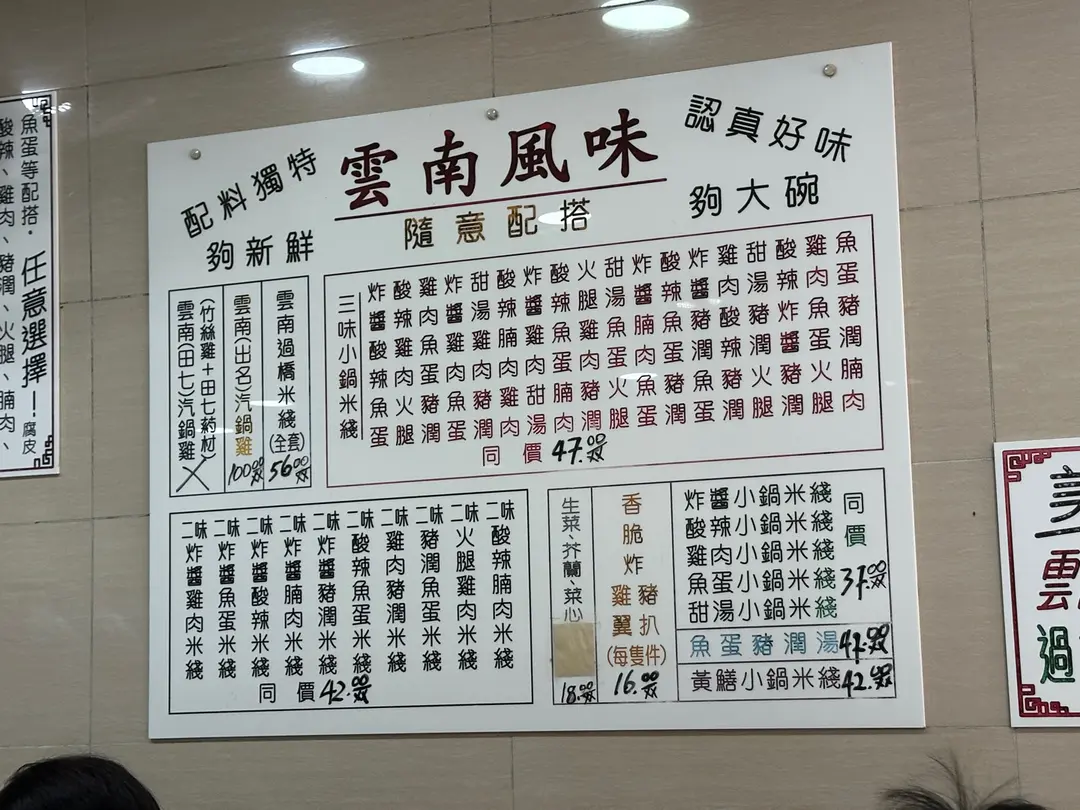 魚蛋等配搭。任意選擇！
腐皮
酸辣、雞肉、豬潤、火腿、腩肉、
配料獨特
夠新鮮
雲南風味
隨意配搭
認真好味
夠大碗
雲南(田七)汽鍋雞
(竹絲雞+田七葯材)
雲南(出名)汽鍋雞
100.00
雲南過橋米綫(全套)
56.00
三味小鍋米綫
炸醬酸辣魚蛋
酸辣雞肉火腿
雞肉魚蛋豬潤
炸醬雞肉魚蛋
甜湯雞肉豬潤
酸辣腩肉雞肉
炸醬雞肉甜湯
酸辣魚蛋腩肉
火腿雞肉豬潤
甜湯魚蛋火腿
炸醬腩肉魚蛋
酸辣魚蛋豬潤
炸醬豬潤魚蛋
雞肉酸辣豬潤
甜湯豬潤火腿
酸辣炸醬豬潤
雞肉魚蛋火腿
魚蛋豬潤腩肉
同價47.00
二味炸醬雞肉米綫
二味炸醬魚蛋米綫
二味炸醬酸辣米綫
二味炸醬腩肉米綫
二味炸醬豬潤米綫
二味酸辣魚蛋米綫
二味雞肉豬潤米綫
二味豬潤魚蛋米綫
二味火腿雞肉米綫
二味酸辣腩肉米綫
同價42.00
生菜、芥蘭、菜心
18.00
香脆炸
雞翼
豬扒
(每隻件)
16.00
炸醬小鍋米綫
酸辣小鍋米綫
雞肉小鍋米綫
魚蛋小鍋米綫
甜湯小鍋米綫
同價
37.00
魚蛋豬潤湯47.00
黃鱔小鍋米綫42.00
過